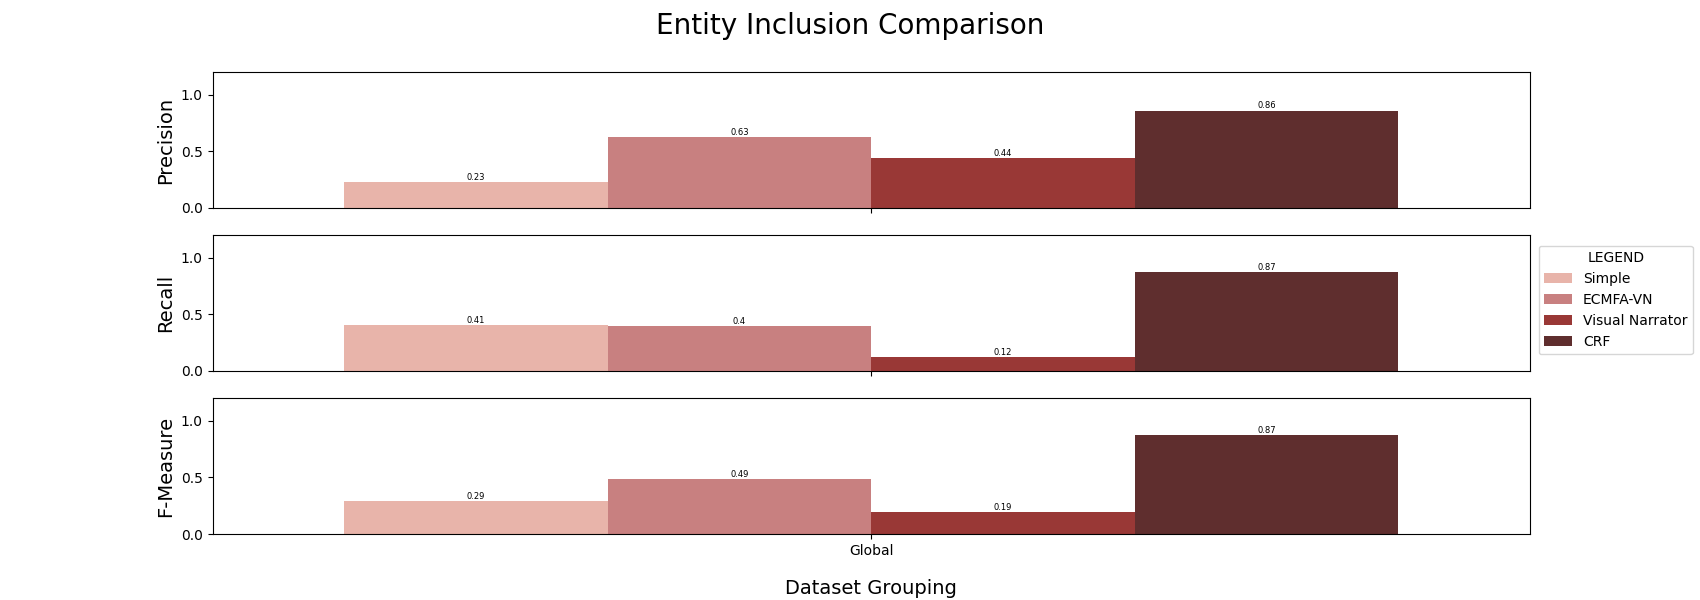 Entity Inclusion Comparison
Precision
1.0
0.5
0.0
0.23
0.63
0.44
0.86
Recall
1.0
0.5
0.0
0.41
0.4
0.12
0.87
LEGEND
Simple
ECMFA-VN
Visual Narrator
CRF
F-Measure
1.0
0.5
0.0
0.29
0.49
0.19
0.87
Global
Dataset Grouping